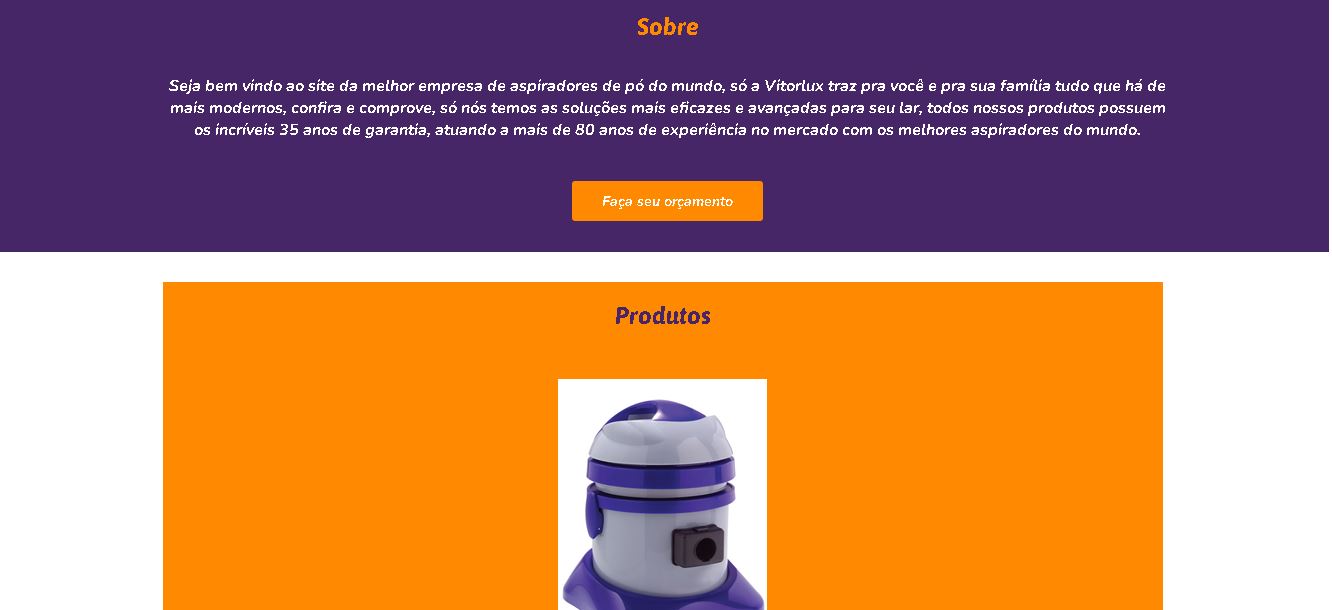 Sobre
Seja bem vindo ao site da melhor empresa de aspiradores de pó do mundo, só a Vitorlux traz pra você e pra sua família tudo que há de
mais modernos, confira e comprove, só nós temos as soluções mais eficazes e avançadas para seu lar, todos nossos produtos possuem
os incríveis 35 anos de garantia, atuando a mais de 80 anos de experiência no mercado com os melhores aspiradores do mundo.
Faça seu orçamento
Produtos